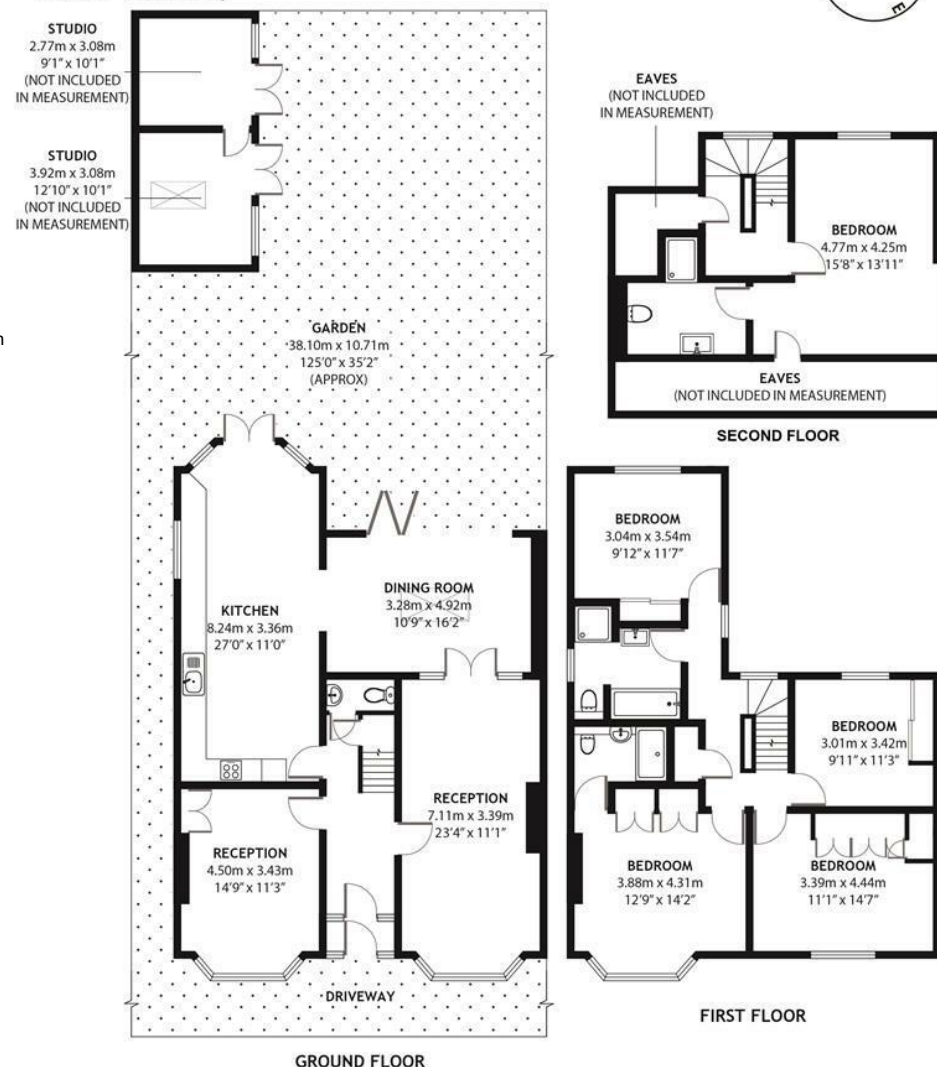 STUDIO
2.77m x 3.08m
9'1" x 10'1"
(NOT INCLUDED
IN MEASUREMENT)
STUDIO
3.92m x 3.08m
12'10" x 10'1"
(NOT INCLUDED
IN MEASUREMENT)
GARDEN
38.10m x 10.71m
125'0" x 35'2"
(APPROX)
KITCHEN
8.24m x 3.36m
27'0" x 11'0"
DINING ROOM
3.28m x 4.92m
10'9" x 16'2"
RECEPTION
7.11m x 3.39m
23'4" x 11'1"
RECEPTION
4.50m x 3.43m
14'9" x 11'3"
DRIVEWAY
GROUND FLOOR
E
EAVES
(NOT INCLUDED
IN MEASUREMENT)
BEDROOM
4.77m x 4.25m
15'8" x 13'11"
EAVES
(NOT INCLUDED IN MEASUREMENT)
SECOND FLOOR
BEDROOM
3.04m x 3.54m
9'12" x 11'7"
BEDROOM
3.01m x 3.42m
9'11" x 11'3"
BEDROOM
3.88m x 4.31m
12'9" x 14'2"
BEDROOM
3.39m x 4.44m
11'1" x 14'7"
FIRST FLOOR